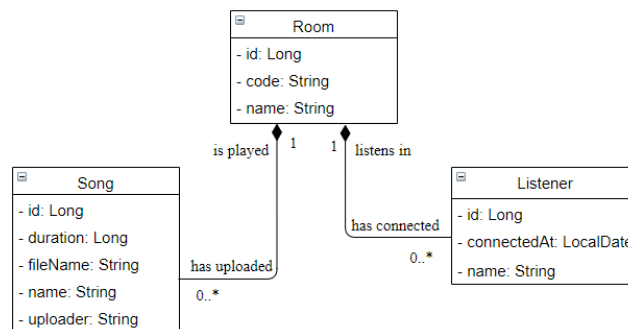 Room
- id: Long
- code: String
- name: String
is played
1
1
listens in
Song
- id: Long
- duration: Long
- fileName: String
- name: String
- uploader: String
has uploaded
0..*
has connected
0..*
Listener
- id: Long
- connectedAt: LocalDate
- name: String